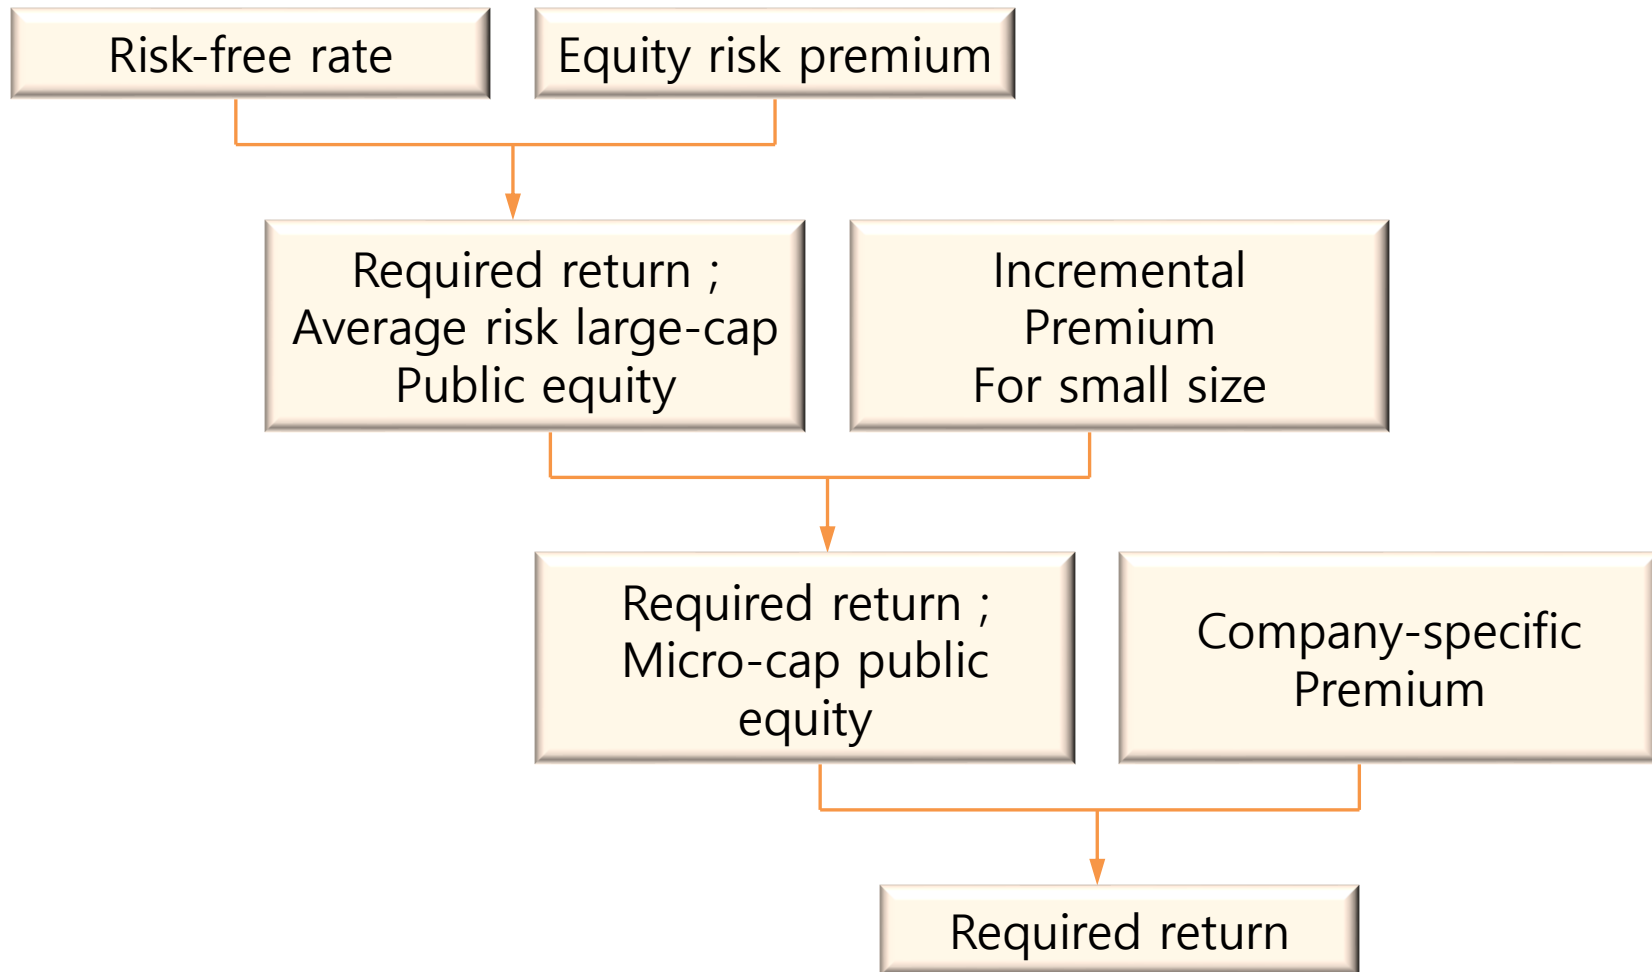 Risk-free rate
Equity risk premium
Required return ;
Average risk large-cap
Public equity
Incremental
Premium
For small size
Required return ;
Micro-cap public
equity
Company-specific
Premium
Required return